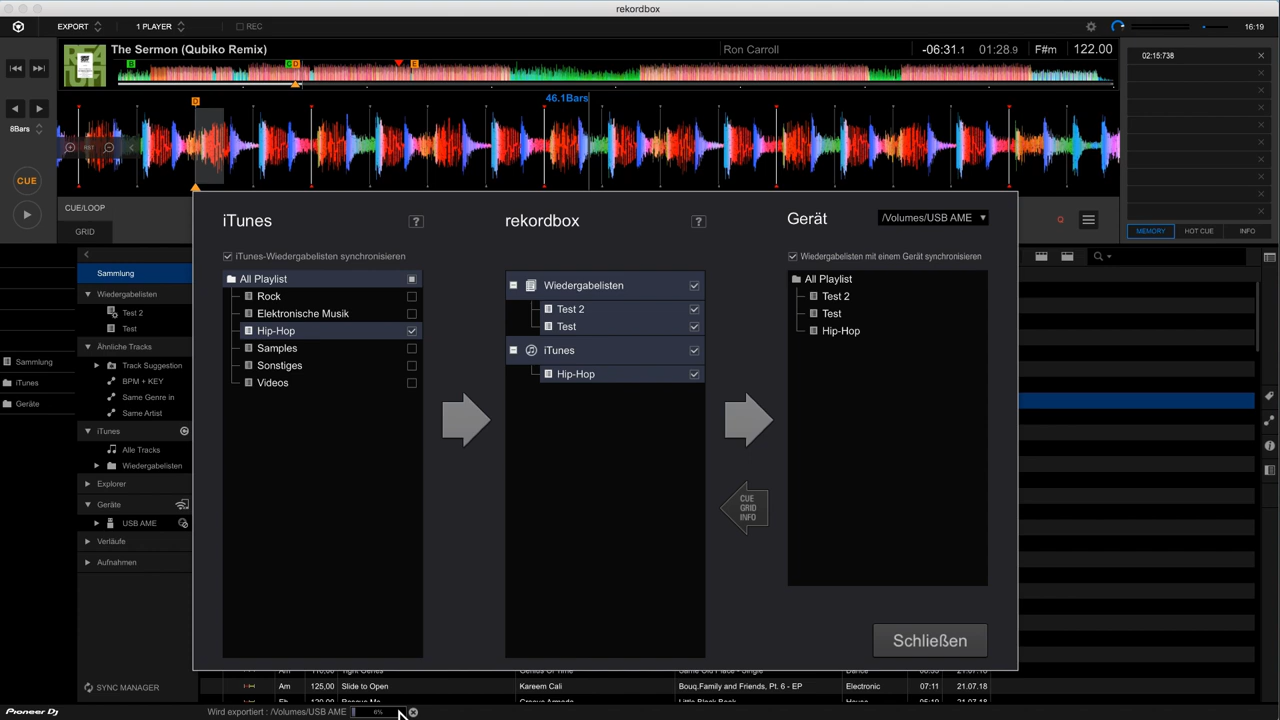 rekordbox
EXPORT 1 PLAYER REC 16:19
The Sermon (Qubiko Remix) Ron Carroll -06:31.1 01:28.9 F#m 122.00
B C D E
46.1Bars
D
8Bars
RST
CUE
CUE/LOOP
GRID
02:15:738
MEMORY HOT CUE INFO
Q
Sammlung
iTunes
Geräte
Sammlung
Wiedergabelisten
Test 2
Test
Ähnliche Tracks
Track Suggestion
BPM + KEY
Same Genre in
Same Artist
iTunes
Alle Tracks
Wiedergabelisten
Explorer
Geräte
USB AME
Verläufe
Aufnahmen
SYNC MANAGER
iTunes ?
iTunes-Wiedergabelisten synchronisieren
All Playlist
Rock
Elektronische Musik
Hip-Hop
Samples
Sonstiges
Videos
rekordbox ?
Wiedergabelisten
Test 2
Test
iTunes
Hip-Hop
CUE
GRID
INFO
Gerät /Volumes/USB AME
Wiedergabelisten mit einem Gerät synchronisieren
All Playlist
Test 2
Test
Hip-Hop
Schließen
Am 125,00 Slide to Open Kareem Cali Bouq.Family and Friends, Pt. 6 - EP Electronic 07:11 21.07.18
Pioneer Dj Wird exportiert : /Volumes/USB AME 6%